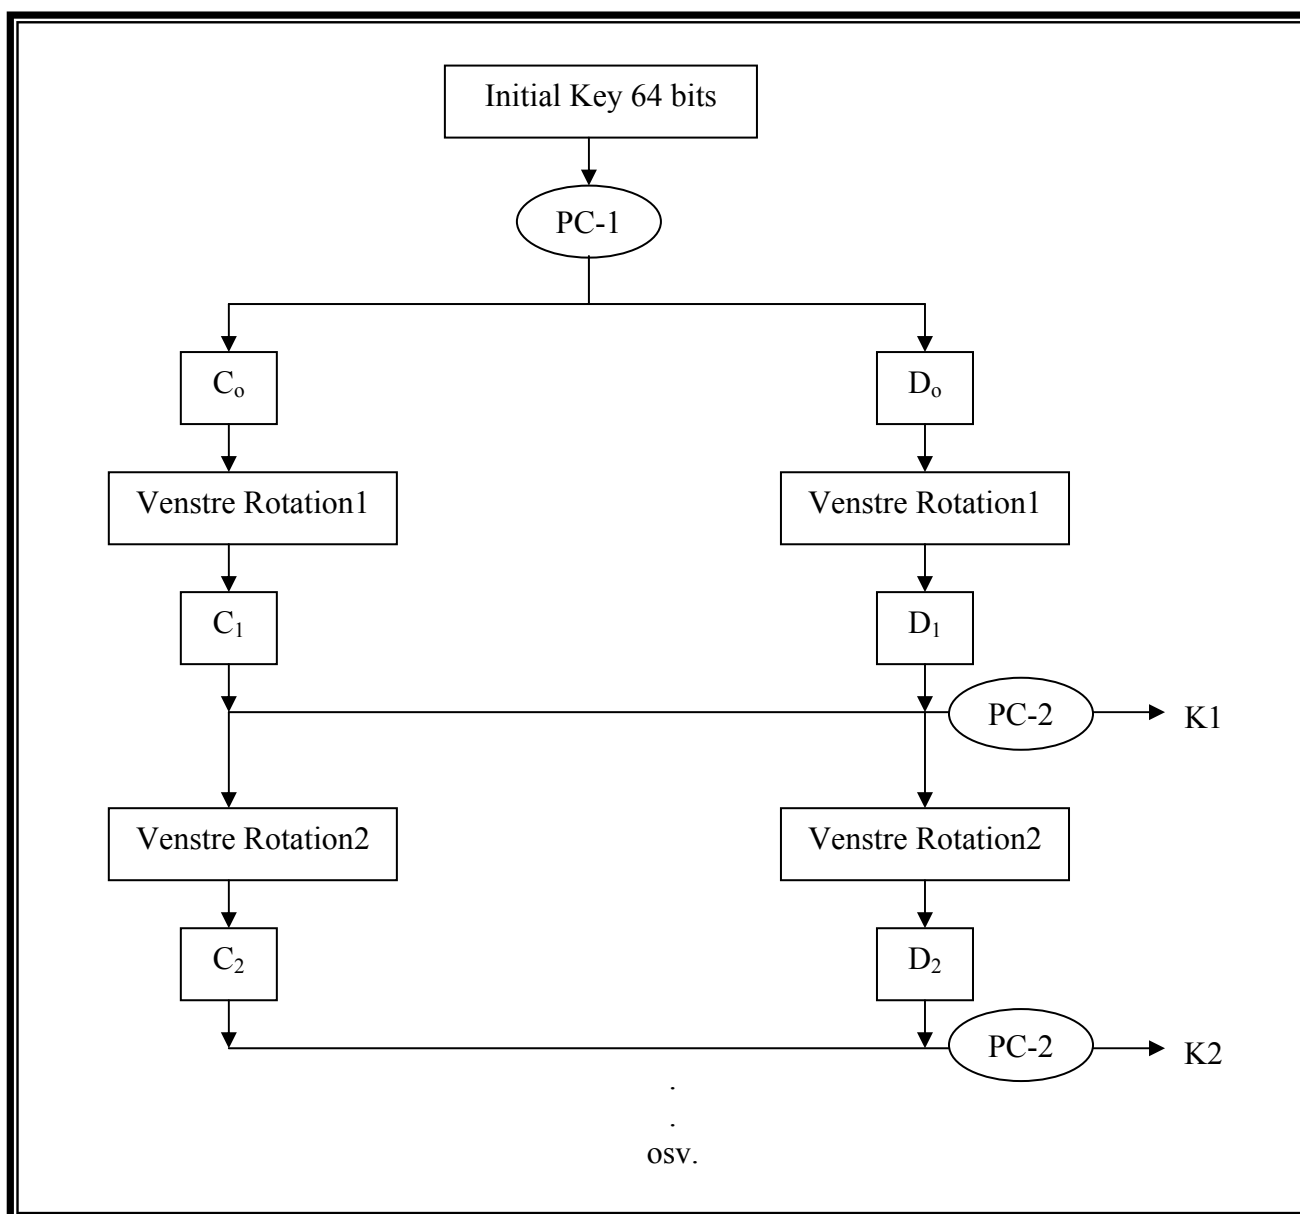 Initial Key 64 bits
PC-1
Cₒ
Dₒ
Venstre Rotation1
Venstre Rotation1
C₁
D₁
PC-2
K1
Venstre Rotation2
Venstre Rotation2
C₂
D₂
PC-2
K2
.
.
osv.